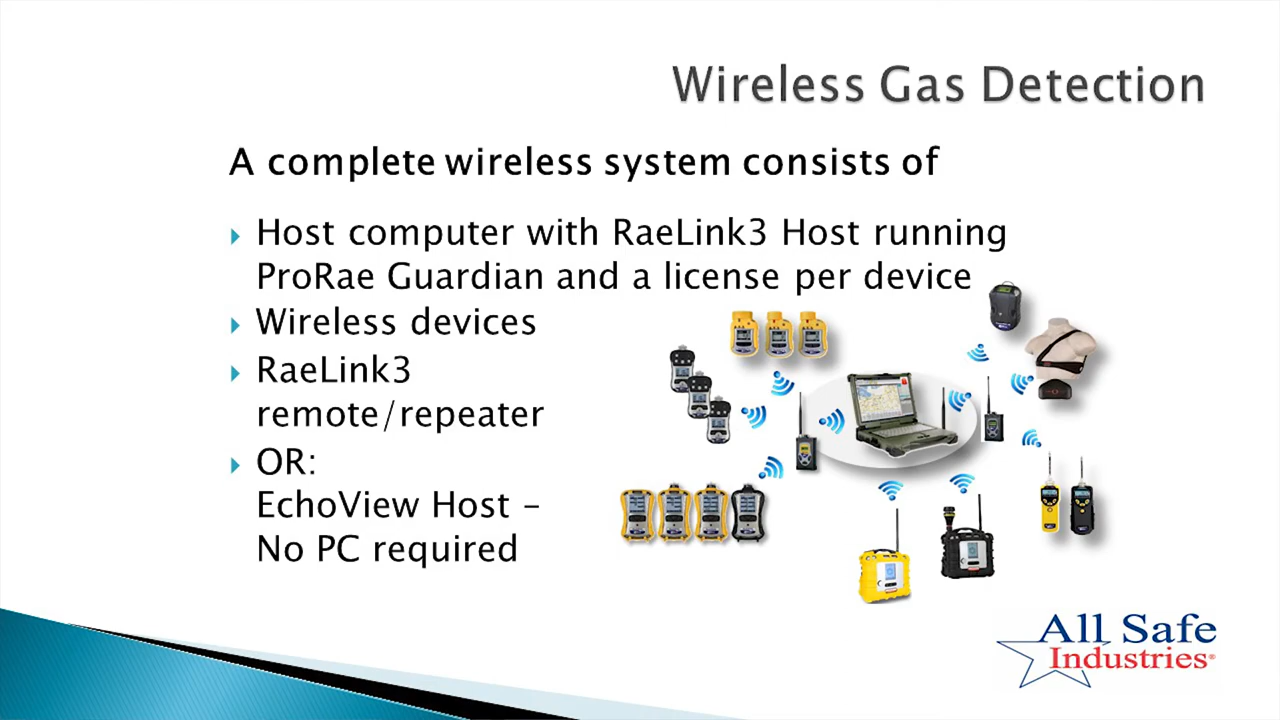 Wireless Gas Detection
A complete wireless system consists of
Host computer with RaeLink3 Host running
ProRae Guardian and a license per device
Wireless devices
RaeLink3
remote/repeater
OR:
EchoView Host –
No PC required
All Safe
Industries®